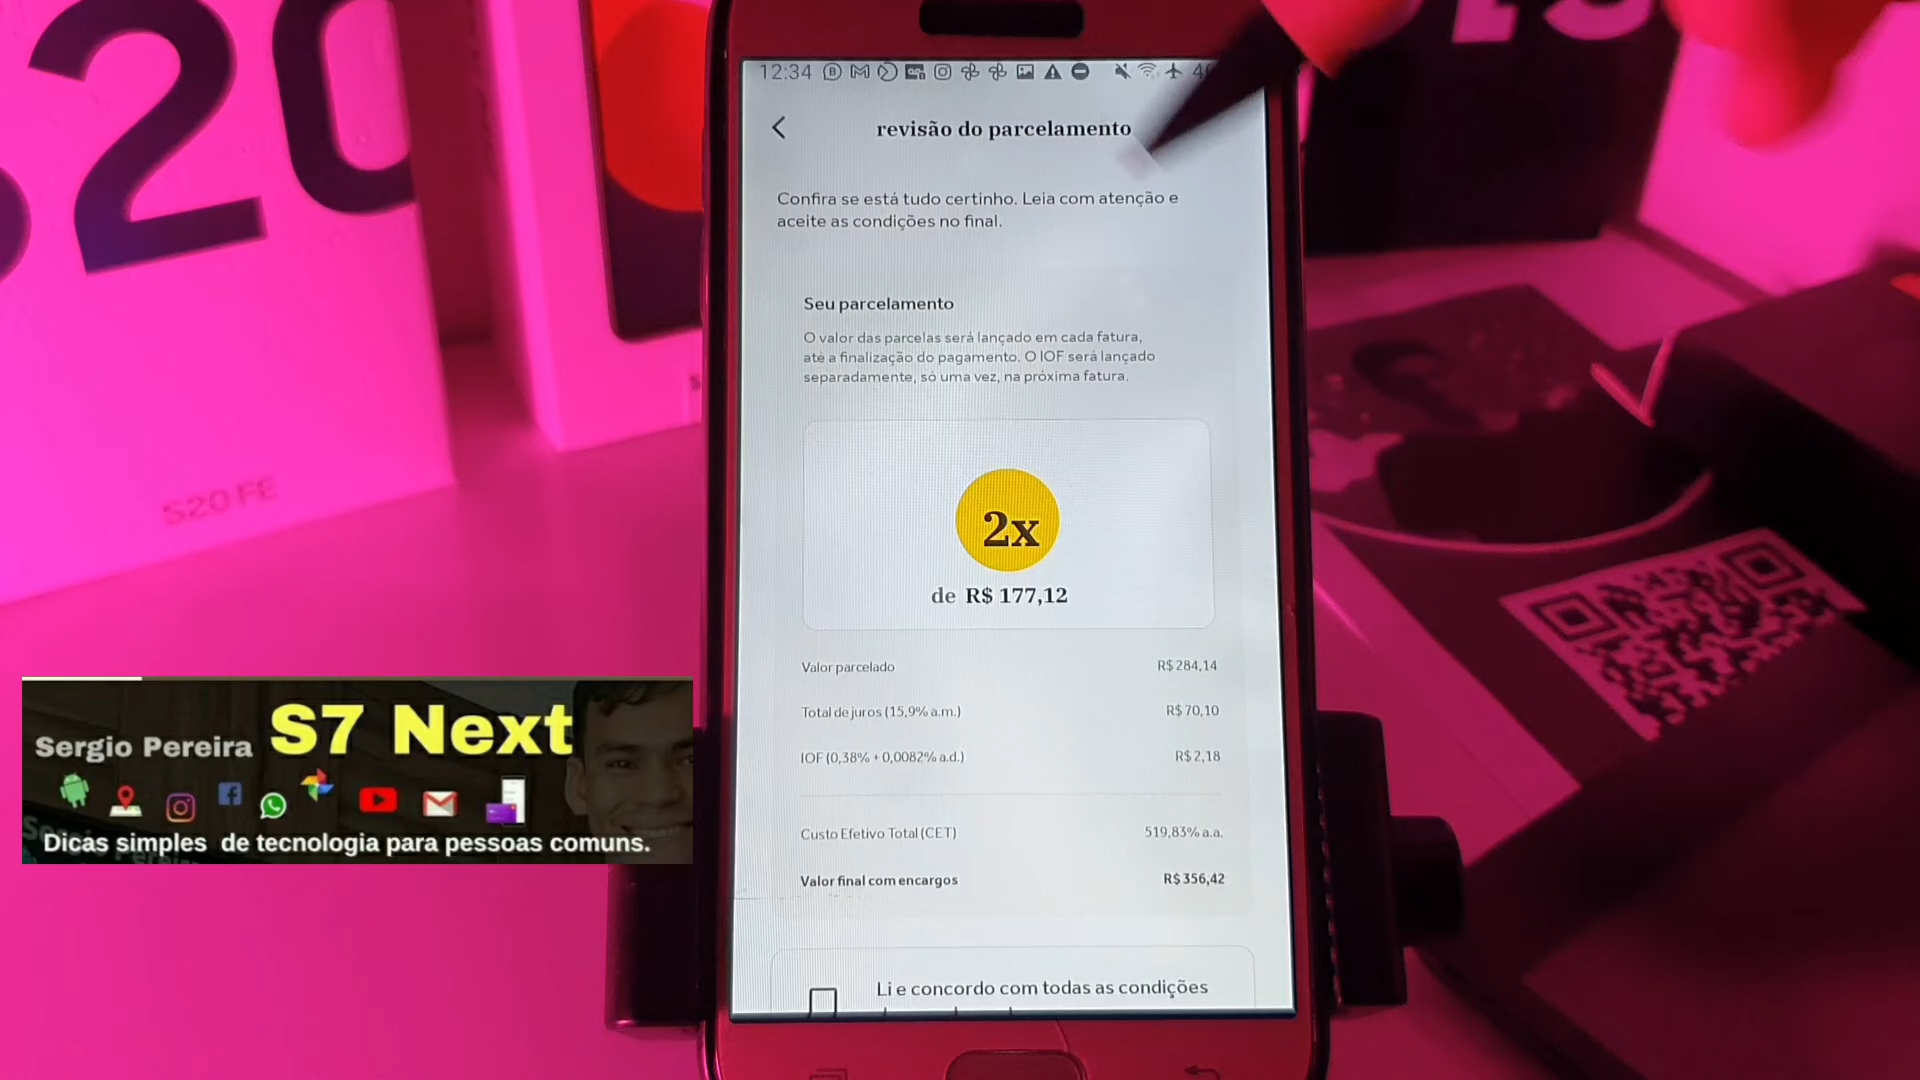 S20
S20 FE
12:34
revisão do parcelamento
Confira se está tudo certinho. Leia com atenção e
aceite as condições no final.
Seu parcelamento
O valor das parcelas será lançado em cada fatura,
até a finalização do pagamento. O IOF será lançado
separadamente, só uma vez, na próxima fatura.
2x
de R$ 177,12
Valor parcelado R$ 284,14
Total de juros (15,9% a.m.) R$ 70,10
IOF (0,38% + 0,0082% a.d.) R$ 2,18
Custo Efetivo Total (CET) 519,83% a.a.
Valor final com encargos R$ 356,42
Li e concordo com todas as condições
Sergio Pereira S7 Next
Dicas simples de tecnologia para pessoas comuns.